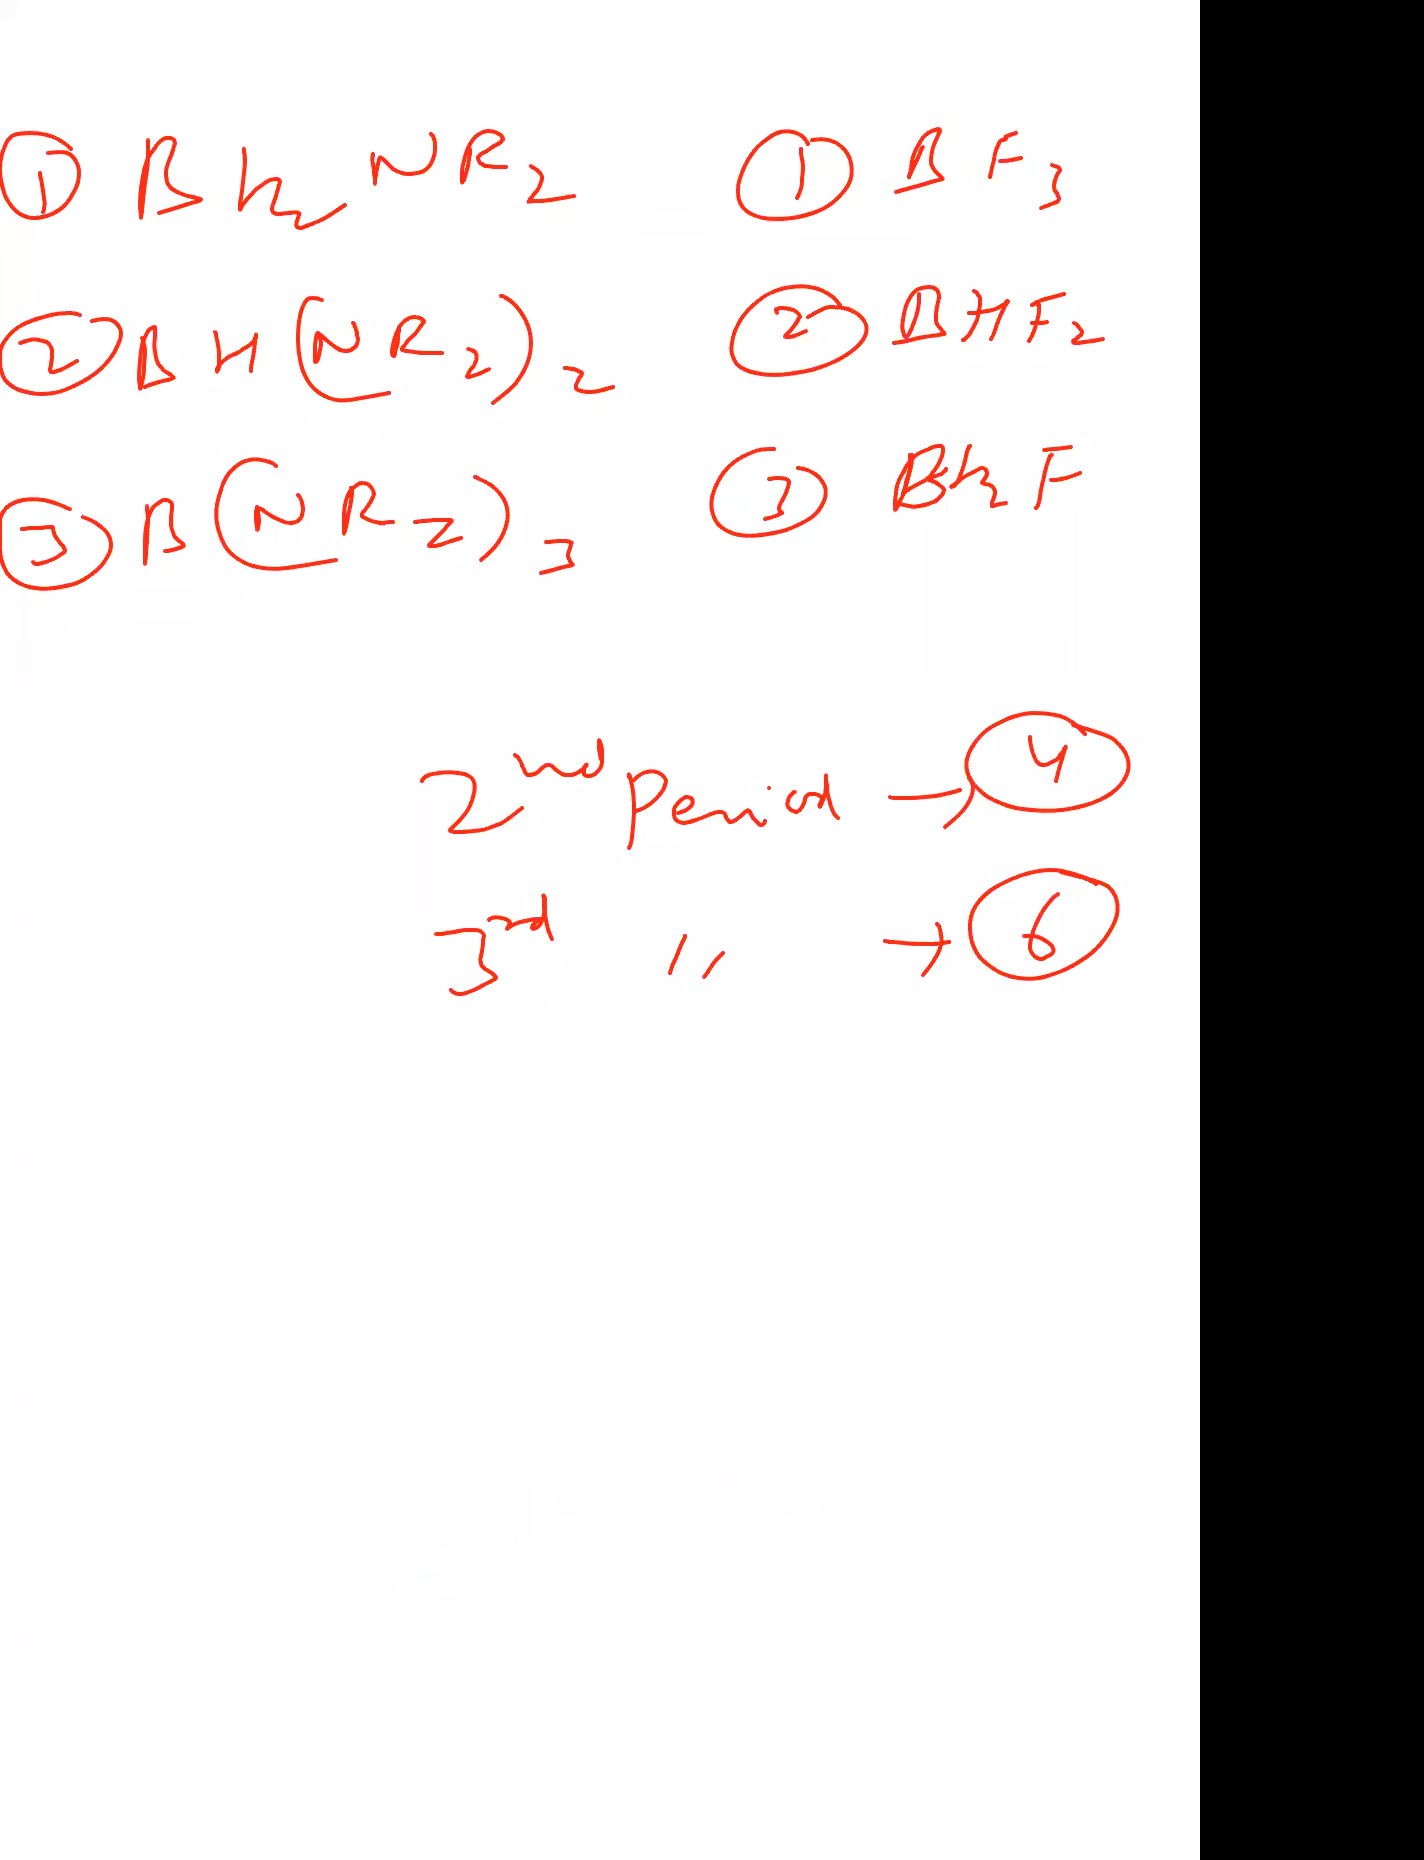 ① BH₂NR₂ ① BF₃
② BH(NR₂)₂ ② BHF₂
③ B(NR₂)₃ ③ BH₂F
2nd Period → 4
3rd " → 6